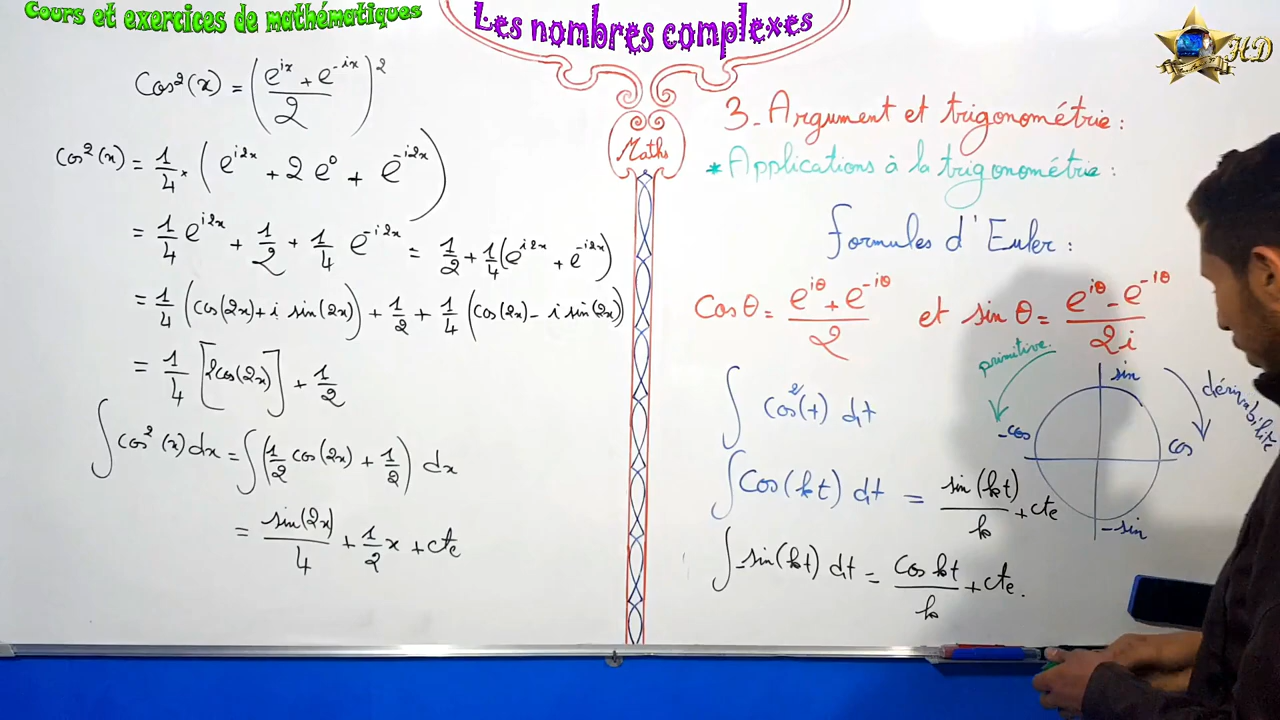 Cours et exercices de mathématiques
Les nombres complexes
HD
Cos²(x) = ((e^{ix} + e^{-ix})/2)²
Cos²(x) = 1/4 × (e^{i2x} + 2e⁰ + e^{-i2x})
= 1/4 e^{i2x} + 1/2 + 1/4 e^{-i2x} = 1/2 + 1/4 (e^{i2x} + e^{-i2x})
= 1/4 (cos(2x) + i sin(2x)) + 1/2 + 1/4 (cos(2x) - i sin(2x))
= 1/4 [2cos(2x)] + 1/2
∫cos²(x) dx = ∫(1/2 cos(2x) + 1/2) dx
= sin(2x)/4 + 1/2 x + cte
Maths
3_ Argument et trigonométrie :
* Applications à la trigonométrie :
formules d'Euler :
Cos θ = (e^{iθ} + e^{-iθ})/2 et sin θ = (e^{iθ} - e^{-iθ})/2i
∫ cos²(t) dt
∫ Cos(kt) dt = sin(kt)/k + cte
∫ -sin(kt) dt = cos kt/k + cte.
primitive.
sin
dérivabilité
-cos
cos
-sin